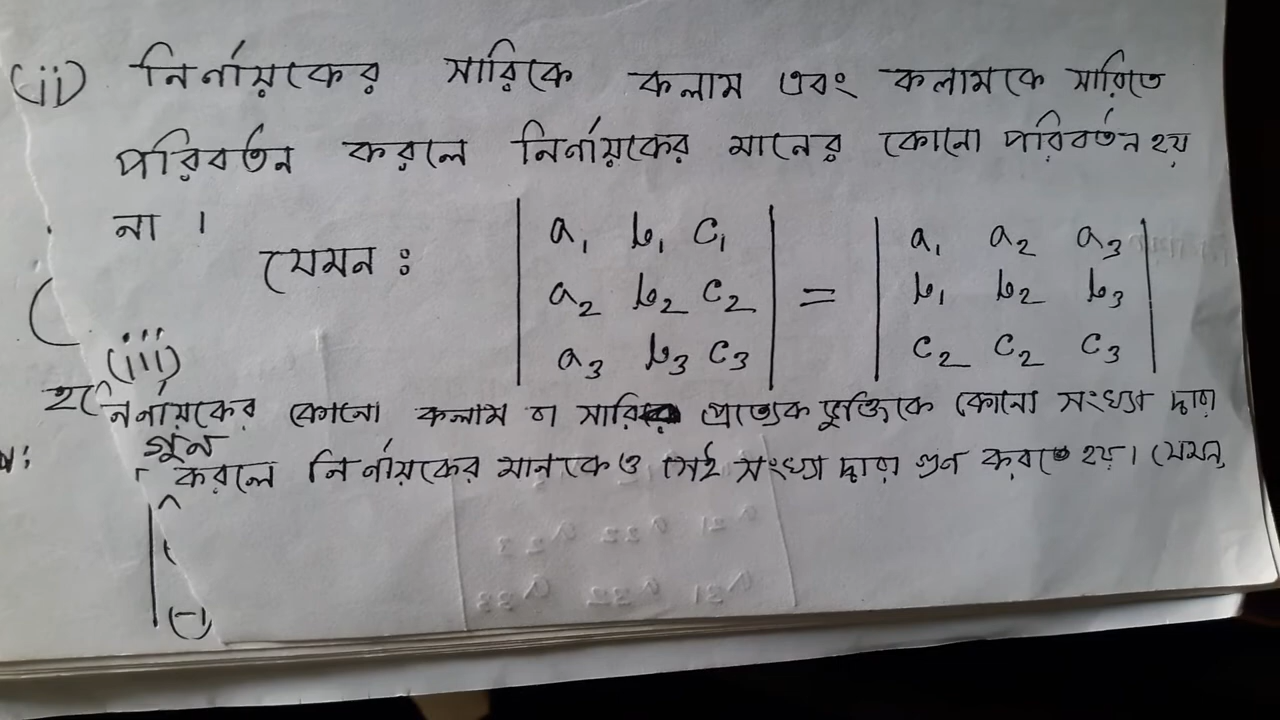 (ii) নির্ণায়কের সারিকে কলাম এবং কলামকে সারিতে
পরিবর্তন করলে নির্ণায়কের মানের কোনো পরিবর্তন হয়
না ।
যেমন : | a₁ b₁ c₁ | = | a₁ a₂ a₃ |
| a₂ b₂ c₂ | | b₁ b₂ b₃ |
| a₃ b₃ c₃ | | c₂ c₂ c₃ |
(iii)
নির্ণায়কের কোনো কলাম বা সারির প্রত্যেক ভুক্তিকে কোনো সংখ্যা দ্বারা
গুন
করলে নির্ণায়কের মানকেও সেই সংখ্যা দ্বারা গুন করতে হয়। যেমন,